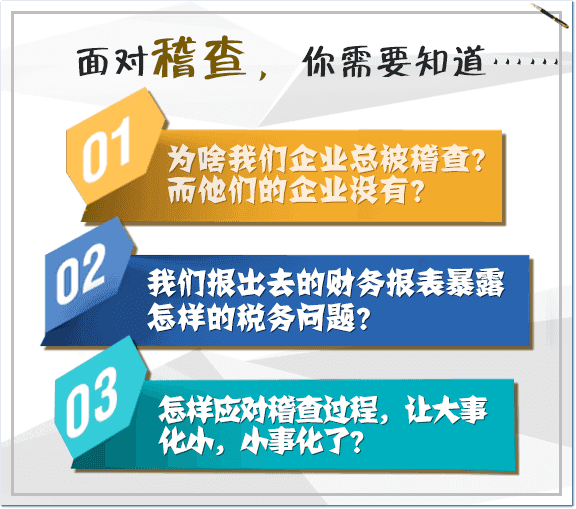 面对稽查，你需要知道……
01
为啥我们企业总被稽查？
而他们的企业没有？
02
我们报出去的财务报表暴露
怎样的税务问题？
03
怎样应对稽查过程，让大事
化小，小事化了？